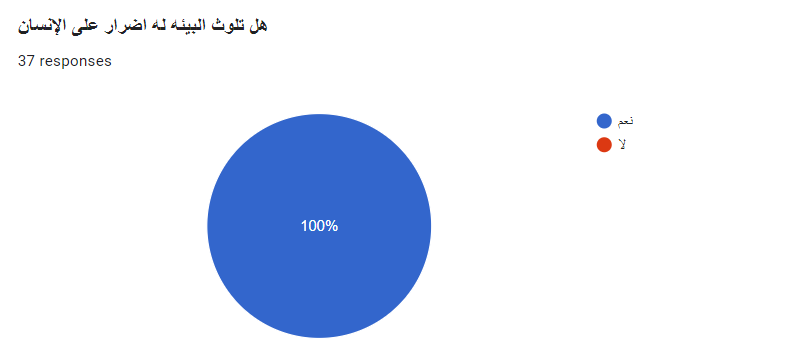 هل تلوث البيئه له اضرار على الإنسان
37 responses
نعم
لا
100%